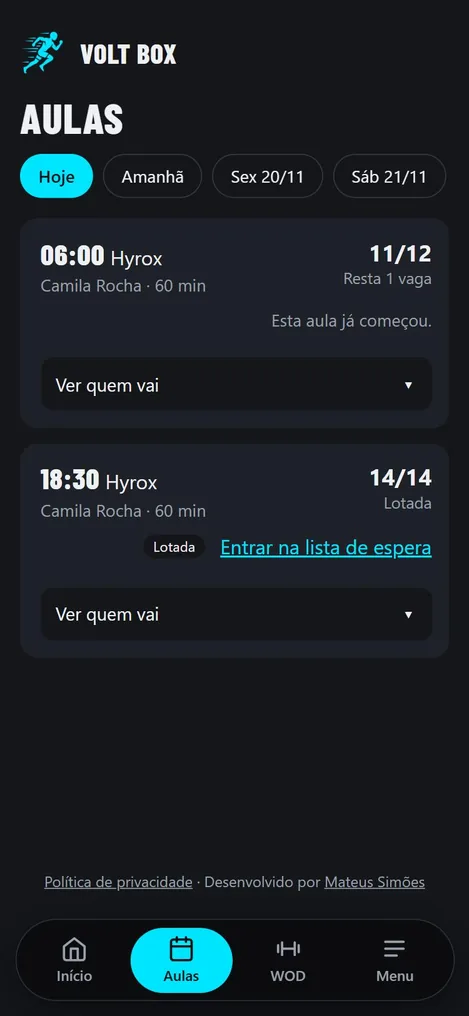 VOLT BOX
AULAS
Hoje Amanhã Sex 20/11 Sáb 21/11
06:00 Hyrox 11/12
Camila Rocha · 60 min Resta 1 vaga
Esta aula já começou.
Ver quem vai ▼
18:30 Hyrox 14/14
Camila Rocha · 60 min Lotada
Lotada Entrar na lista de espera
Ver quem vai ▼
Política de privacidade · Desenvolvido por Mateus Simões
Início Aulas WOD Menu